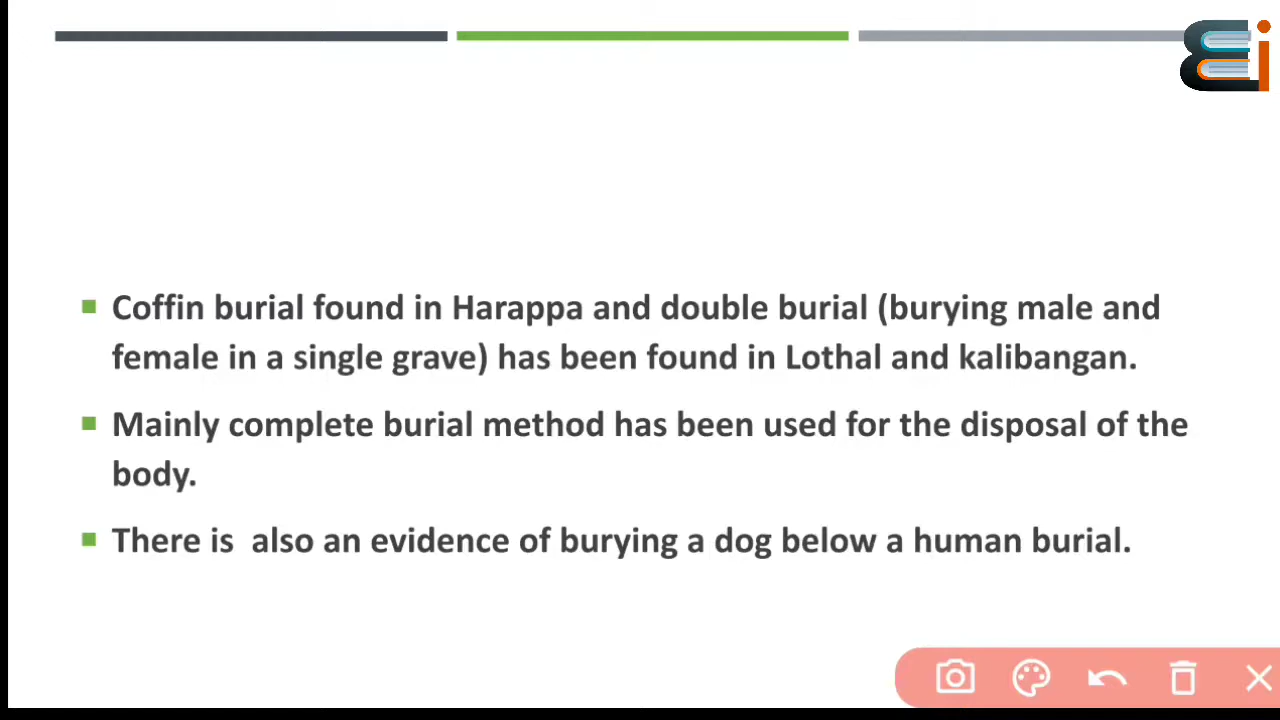 Coffin burial found in Harappa and double burial (burying male and
female in a single grave) has been found in Lothal and kalibangan.
Mainly complete burial method has been used for the disposal of the
body.
There is  also an evidence of burying a dog below a human burial.